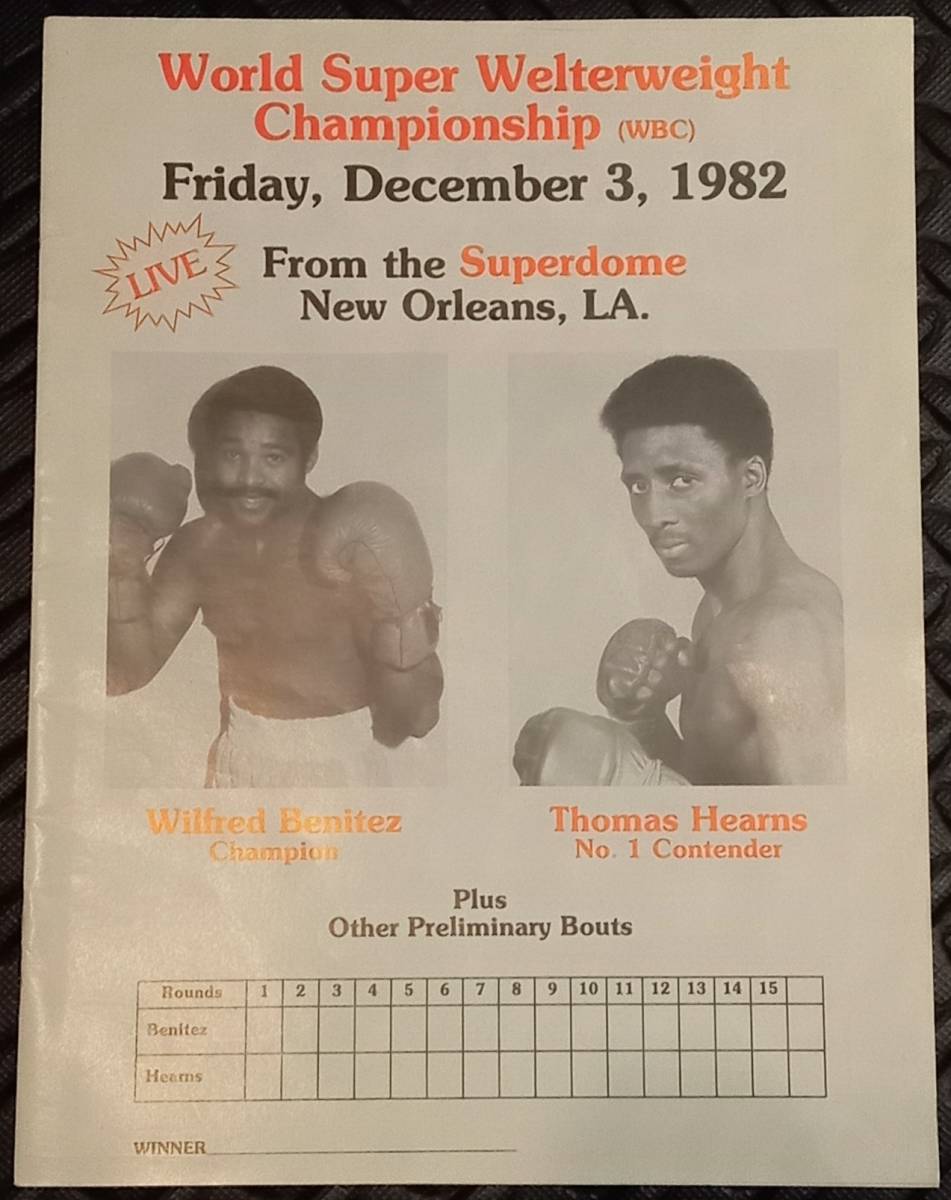 World Super Welterweight
Championship (WBC)
Friday, December 3, 1982
LIVE
From the Superdome
New Orleans, LA.
Wilfred Benitez
Champion
Thomas Hearns
No. 1 Contender
Plus
Other Preliminary Bouts
Rounds 1 2 3 4 5 6 7 8 9 10 11 12 13 14 15
Benitez
Hearns
WINNER